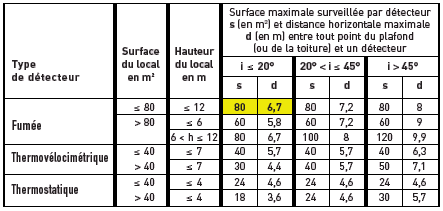 Type de détecteur
Surface du local en m²
Hauteur du local en m
Surface maximale surveillée par détecteur
s (en m²) et distance horizontale maximale
d (en m) entre tout point du plafond
(ou de la toiture) et un détecteur
i ≤ 20° 20° < i ≤ 45° i > 45°
s d s d s d
Fumée
≤ 80 ≤ 12 80 6,7 80 7,2 80 8
> 80 ≤ 6 60 5,8 60 7,2 60 9
6 < h ≤ 12 80 6,7 100 8 120 9,9
Thermovélocimétrique ≤ 40 ≤ 7 40 5,7 40 5,7 40 6,3
> 40 ≤ 7 30 4,4 40 5,7 50 7,1
Thermostatique ≤ 40 ≤ 4 24 4,6 24 4,6 24 4,6
> 40 ≤ 4 18 3,6 24 4,6 30 5,7